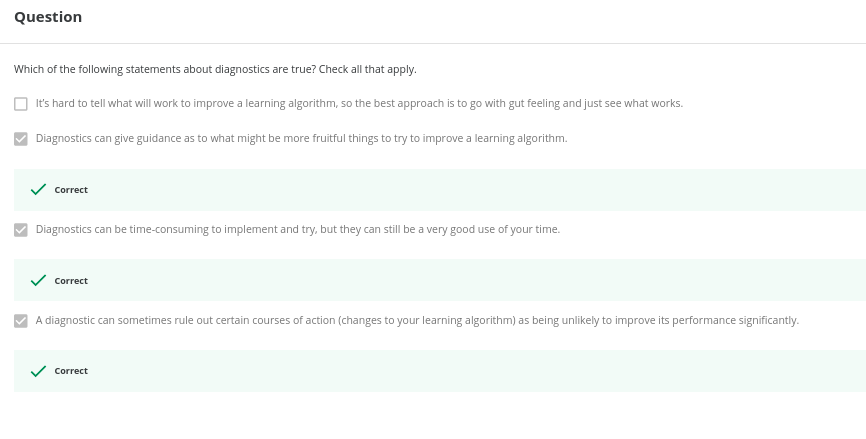 Question
Which of the following statements about diagnostics are true? Check all that apply.
It's hard to tell what will work to improve a learning algorithm, so the best approach is to go with gut feeling and just see what works.
Diagnostics can give guidance as to what might be more fruitful things to try to improve a learning algorithm.
Correct
Diagnostics can be time-consuming to implement and try, but they can still be a very good use of your time.
Correct
A diagnostic can sometimes rule out certain courses of action (changes to your learning algorithm) as being unlikely to improve its performance significantly.
Correct